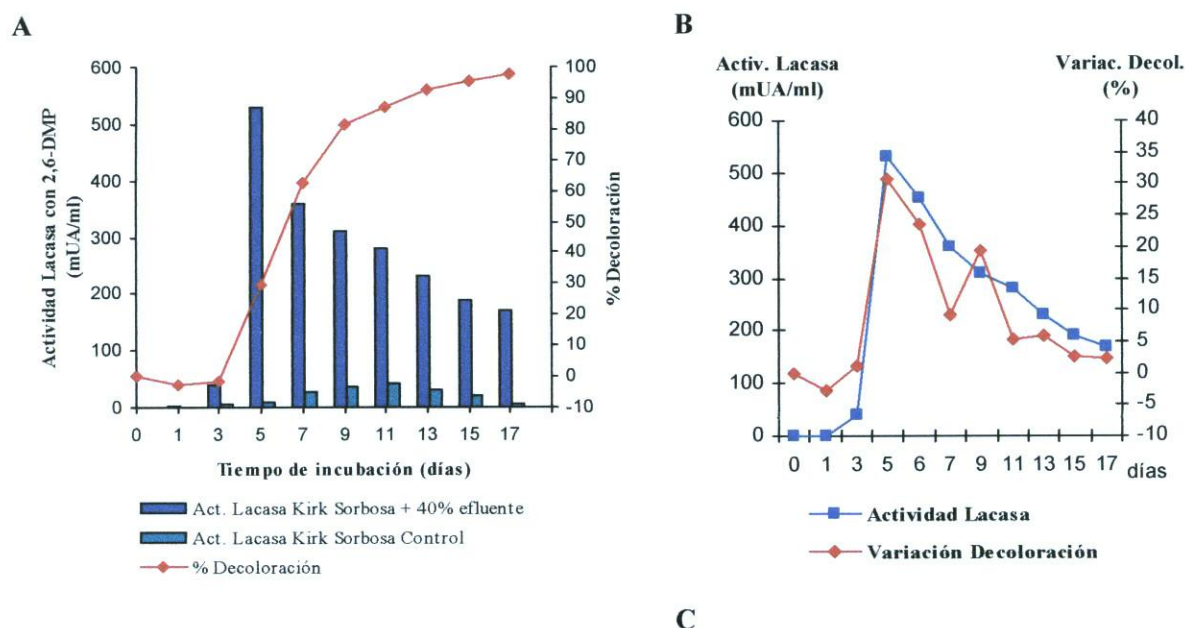 A
Actividad Lacasa con 2,6-DMP
(mUA/ml)
600
500
400
300
200
100
0
100
90
80
70
60
50
40
30
20
10
0
-10
% Decoloración
0 1 3 5 7 9 11 13 15 17
Tiempo de incubación (días)
Act. Lacasa Kirk Sorbosa + 40% efluente
Act. Lacasa Kirk Sorbosa Control
% Decoloración
B
Activ. Lacasa
(mUA/ml)
Variac. Decol.
(%)
600
500
400
300
200
100
0
40
35
30
25
20
15
10
5
0
-5
-10
0 1 3 5 6 7 9 11 13 15 17 días
Actividad Lacasa
Variación Decoloración
C